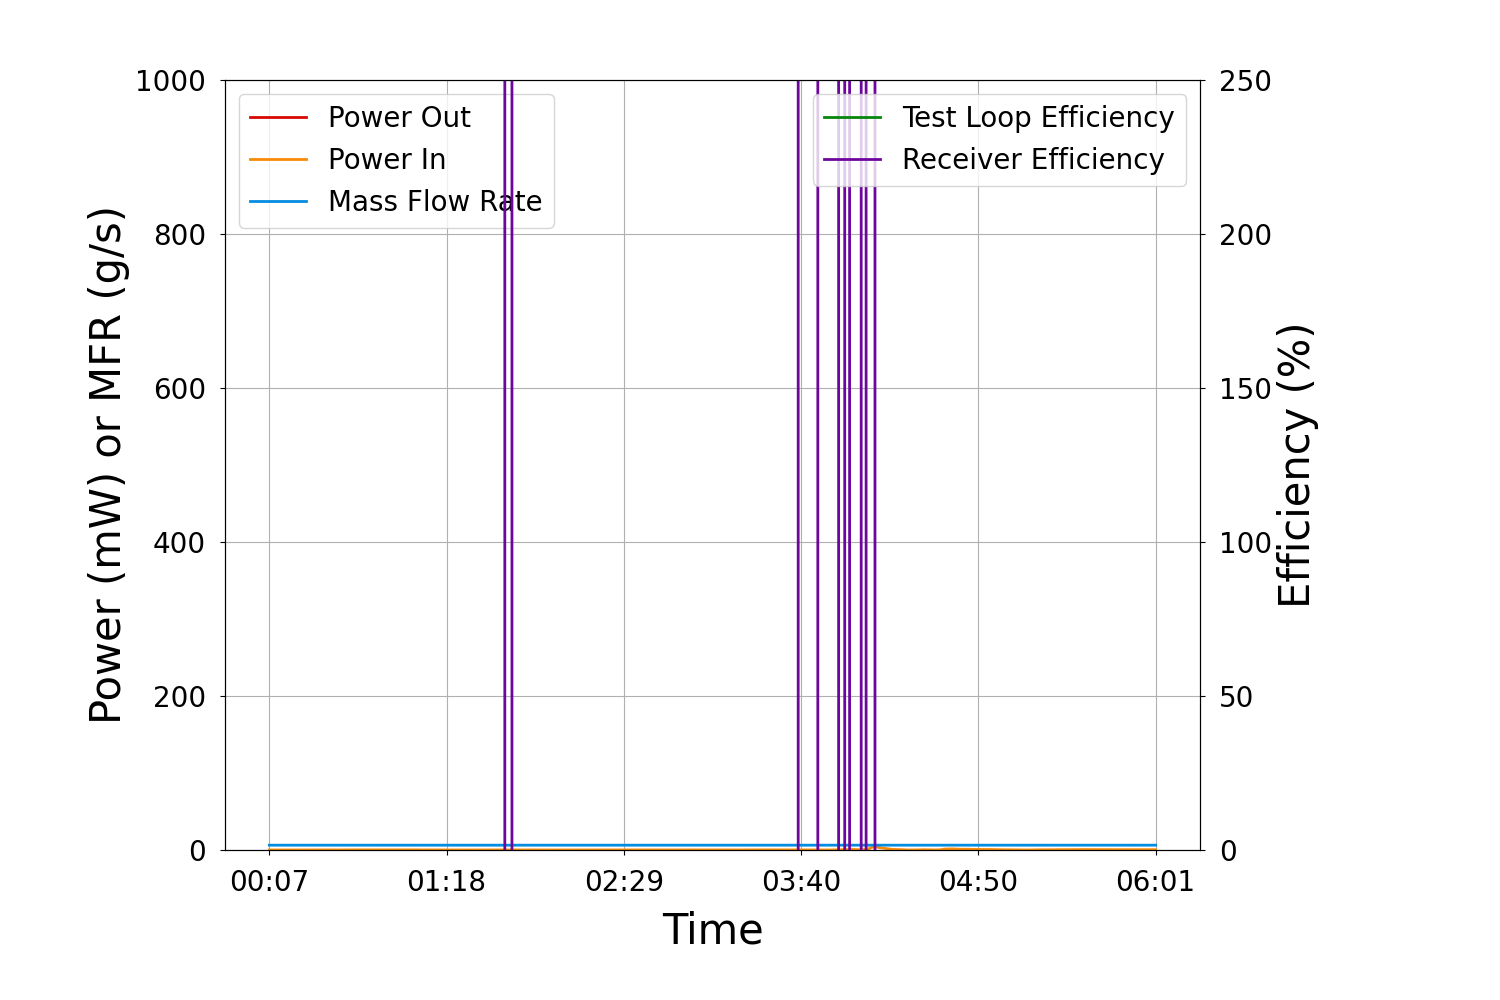 1000
800
600
400
200
0
Power (mW) or MFR (g/s)
Power Out
Power In
Mass Flow Rate
Test Loop Efficiency
Receiver Efficiency
250
200
150
100
50
0
Efficiency (%)
00:07 01:18 02:29 03:40 04:50 06:01
Time